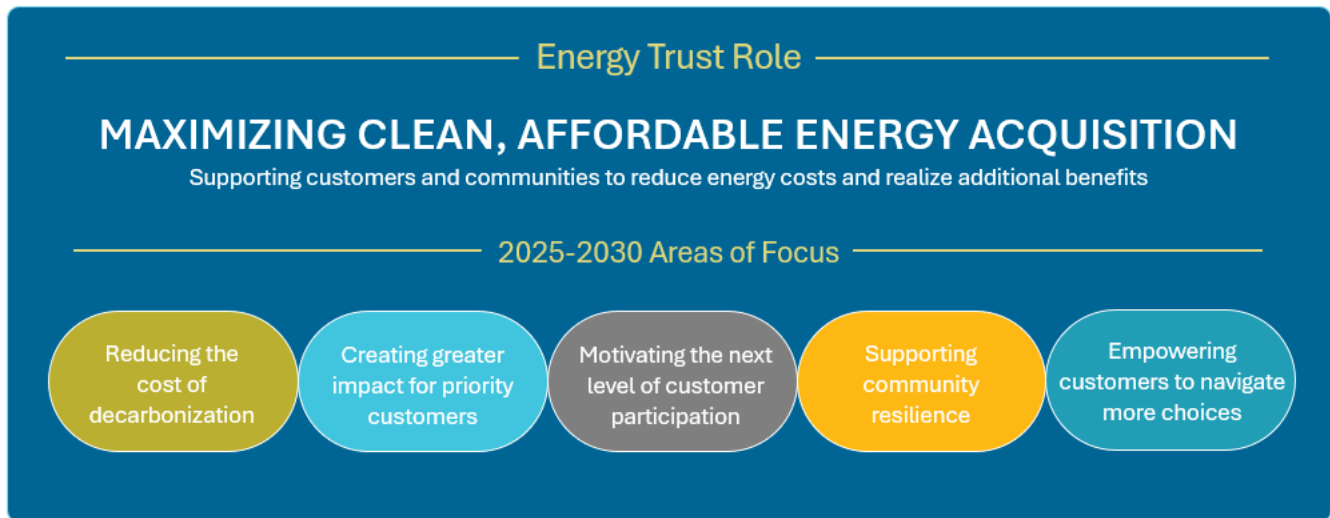 Energy Trust Role
MAXIMIZING CLEAN, AFFORDABLE ENERGY ACQUISITION
Supporting customers and communities to reduce energy costs and realize additional benefits
2025-2030 Areas of Focus
Reducing the
cost of
decarbonization
Creating greater
impact for priority
customers
Motivating the next
level of customer
participation
Supporting
community
resilience
Empowering
customers to navigate
more choices